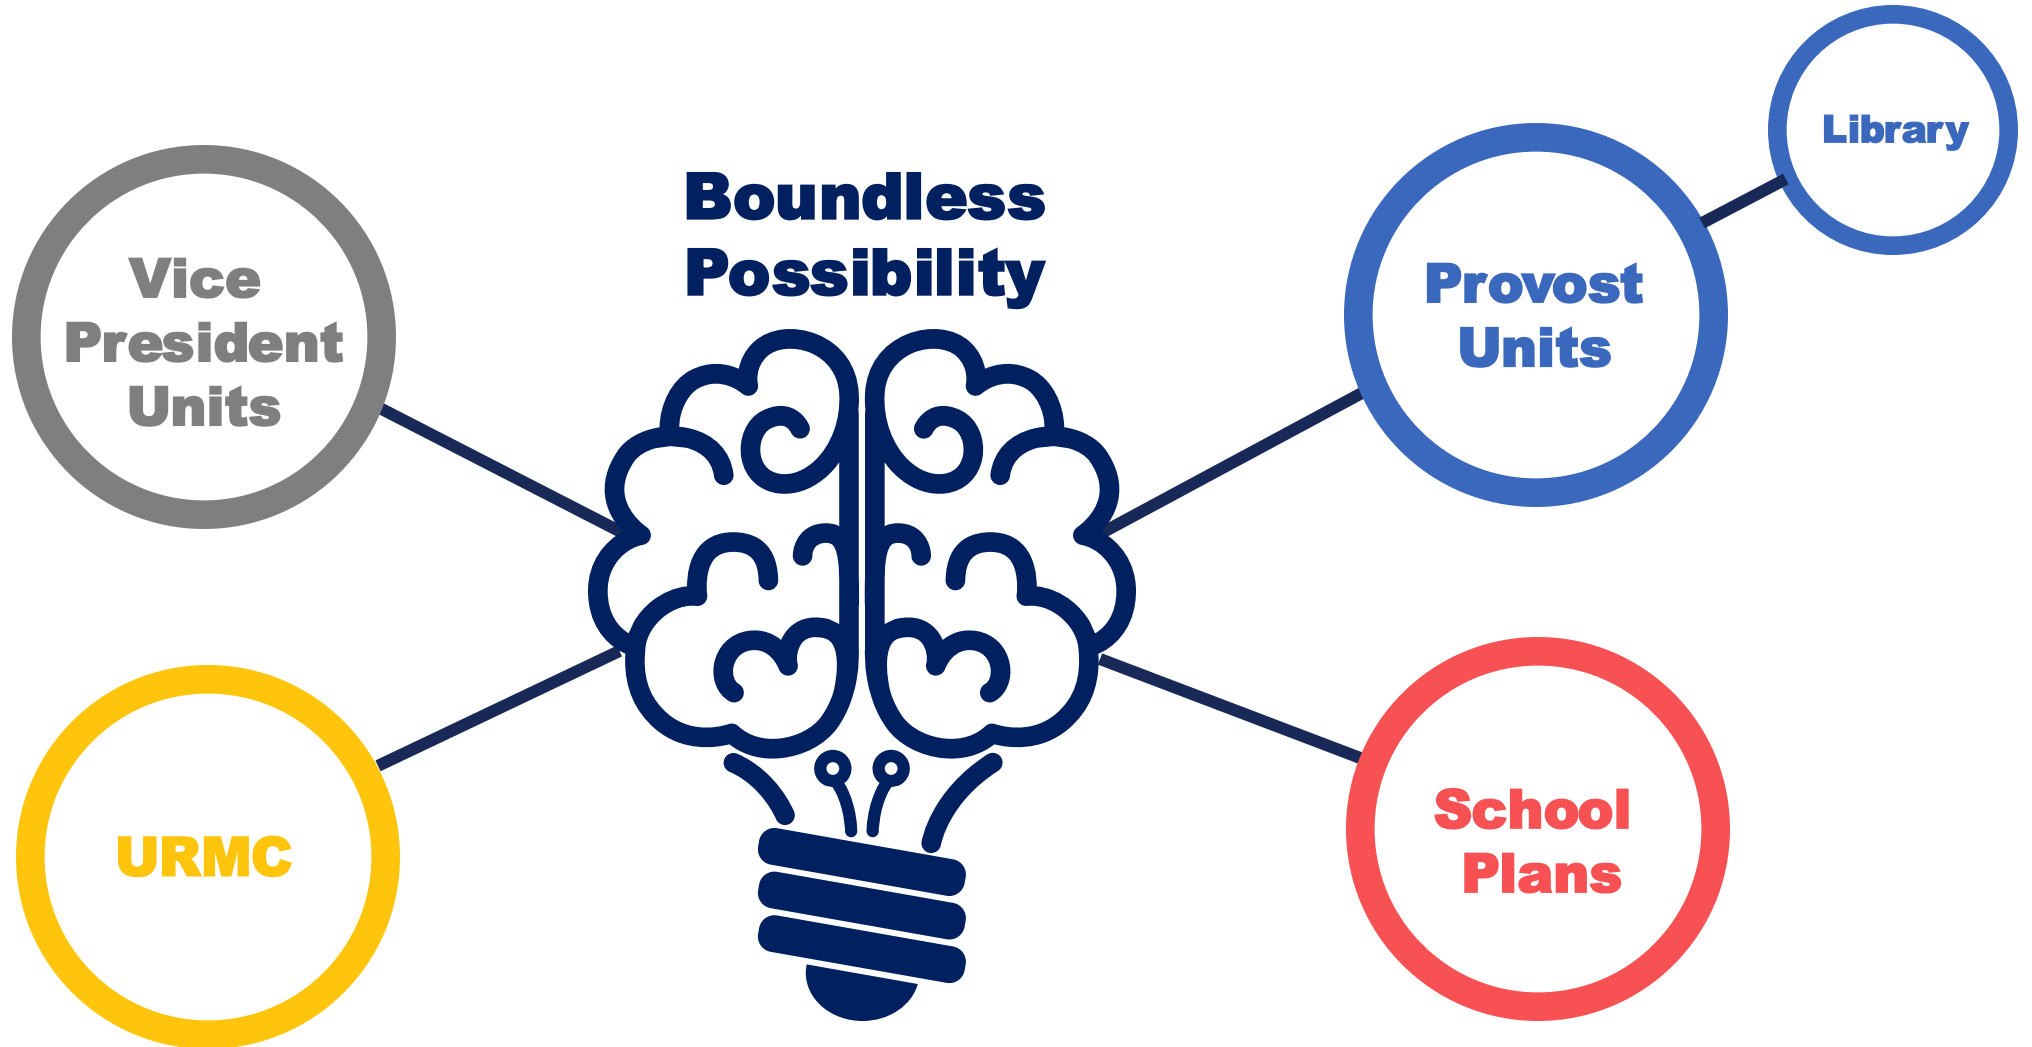 Boundless
Possibility
Vice
President
Units
URMC
Provost
Units
Library
School
Plans